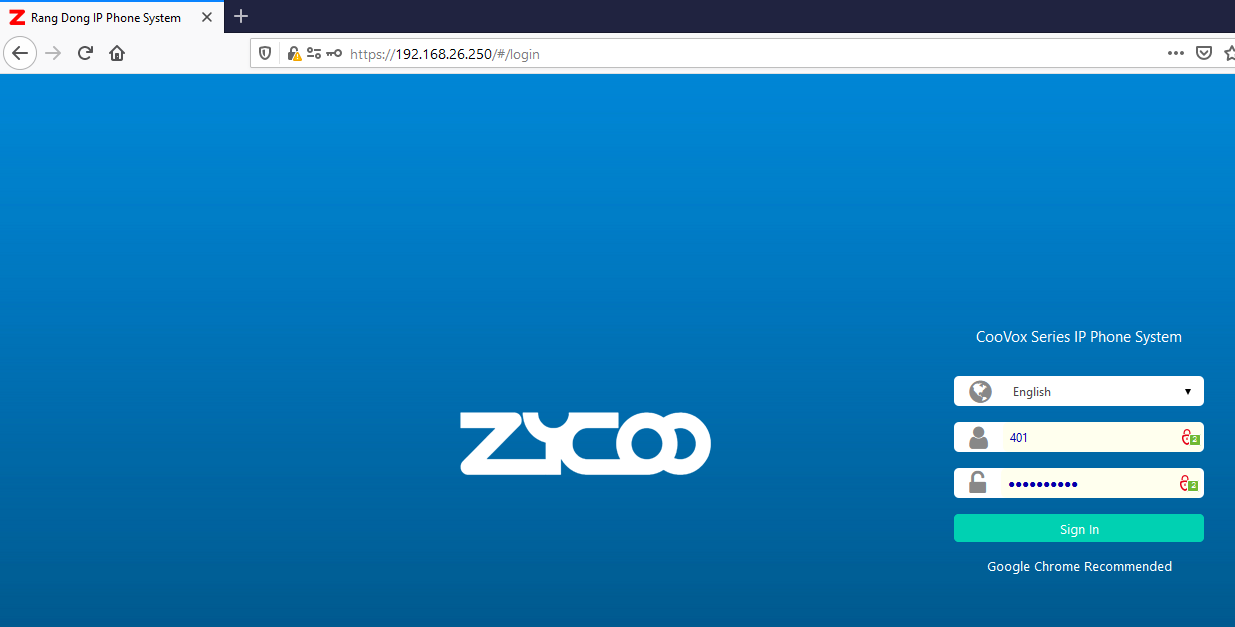 Rang Dong IP Phone System
https://192.168.26.250/#/login
CooVox Series IP Phone System
English
ZYCOO
401
••••••••••
Sign In
Google Chrome Recommended